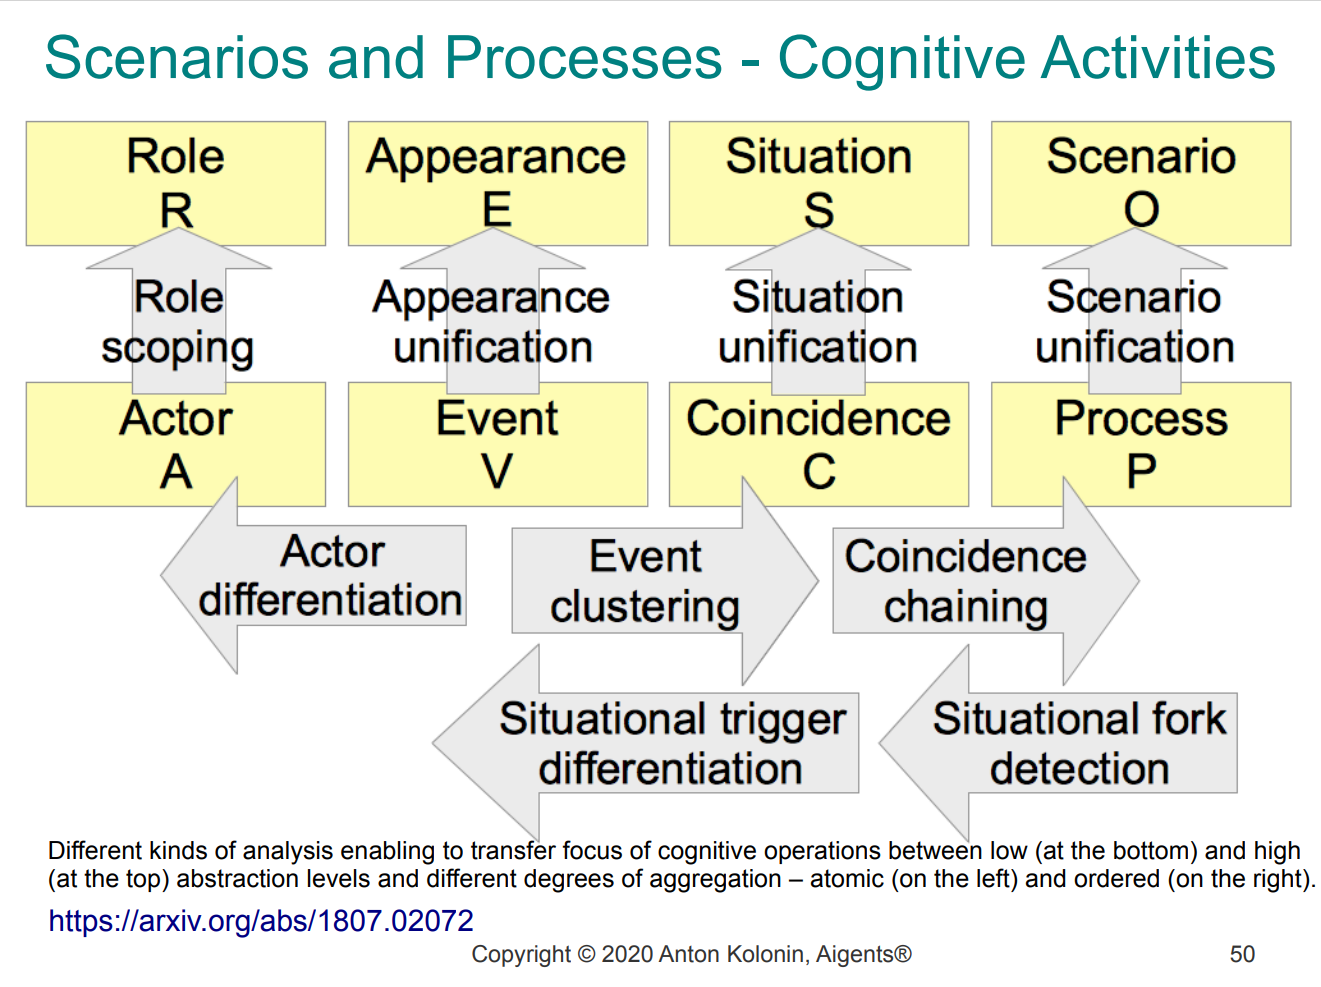 Scenarios and Processes - Cognitive Activities
Role
R
Appearance
E
Situation
S
Scenario
O
Role
scoping
Appearance
unification
Situation
unification
Scenario
unification
Actor
A
Event
V
Coincidence
C
Process
P
Actor
differentiation
Event
clustering
Coincidence
chaining
Situational trigger
differentiation
Situational fork
detection
Different kinds of analysis enabling to transfer focus of cognitive operations between low (at the bottom) and high
(at the top) abstraction levels and different degrees of aggregation – atomic (on the left) and ordered (on the right).
https://arxiv.org/abs/1807.02072
Copyright © 2020 Anton Kolonin, Aigents®
50